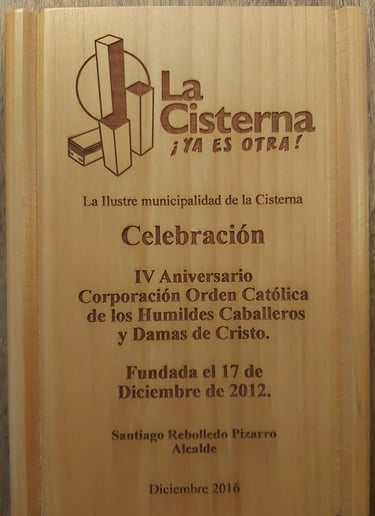 La
Cisterna
¡YA ES OTRA!
La Ilustre municipalidad de la Cisterna
Celebración
IV Aniversario
Corporación Orden Católica
de los Humildes Caballeros
y Damas de Cristo.
Fundada el 17 de
Diciembre de 2012.
Santiago Rebolledo Pizarro
Alcalde
Diciembre 2016